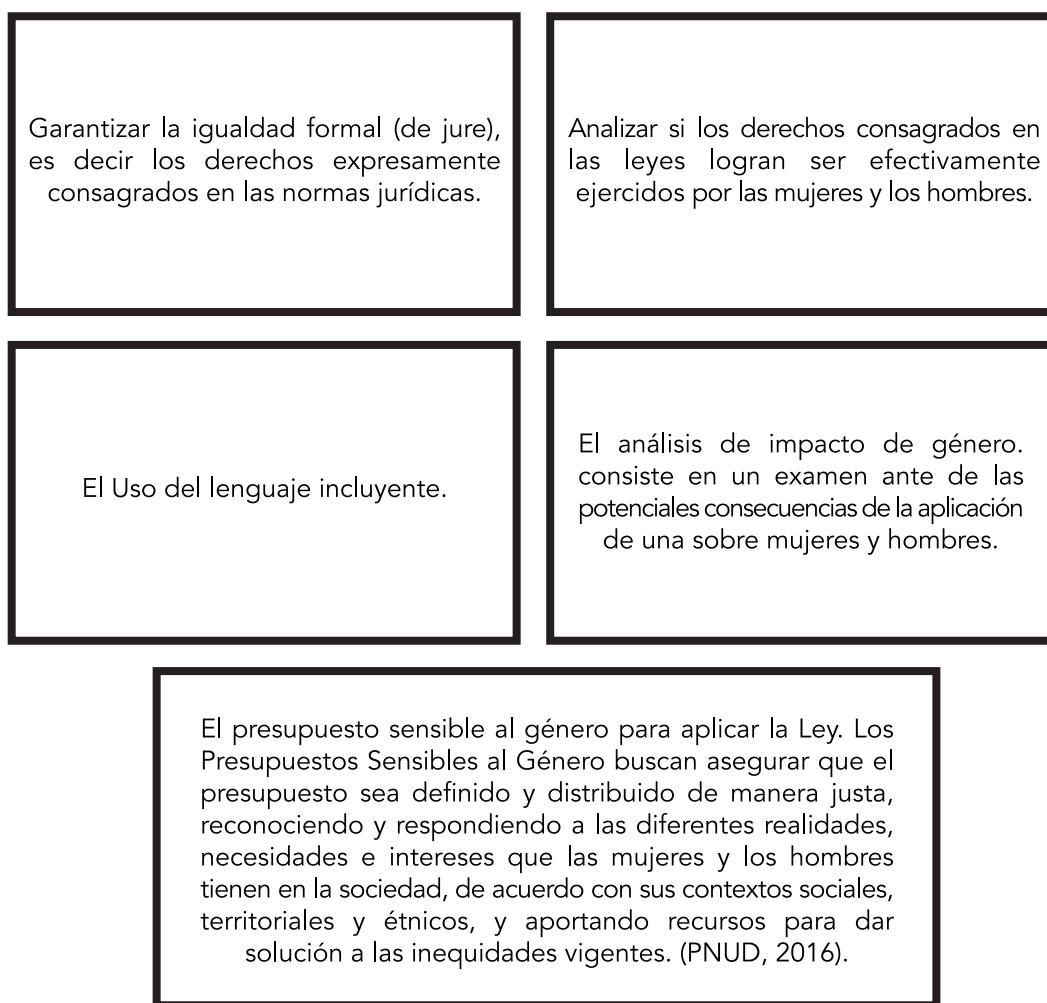 Garantizar la igualdad formal (de jure),
es decir los derechos expresamente
consagrados en las normas jurídicas.
Analizar si los derechos consagrados en
las leyes logran ser efectivamente
ejercidos por las mujeres y los hombres.
El Uso del lenguaje incluyente.
El análisis de impacto de género.
consiste en un examen ante de las
potenciales consecuencias de la aplicación
de una sobre mujeres y hombres.
El presupuesto sensible al género para aplicar la Ley. Los
Presupuestos Sensibles al Género buscan asegurar que el
presupuesto sea definido y distribuido de manera justa,
reconociendo y respondiendo a las diferentes realidades,
necesidades e intereses que las mujeres y los hombres
tienen en la sociedad, de acuerdo con sus contextos sociales,
territoriales y étnicos, y aportando recursos para dar
solución a las inequidades vigentes. (PNUD, 2016).